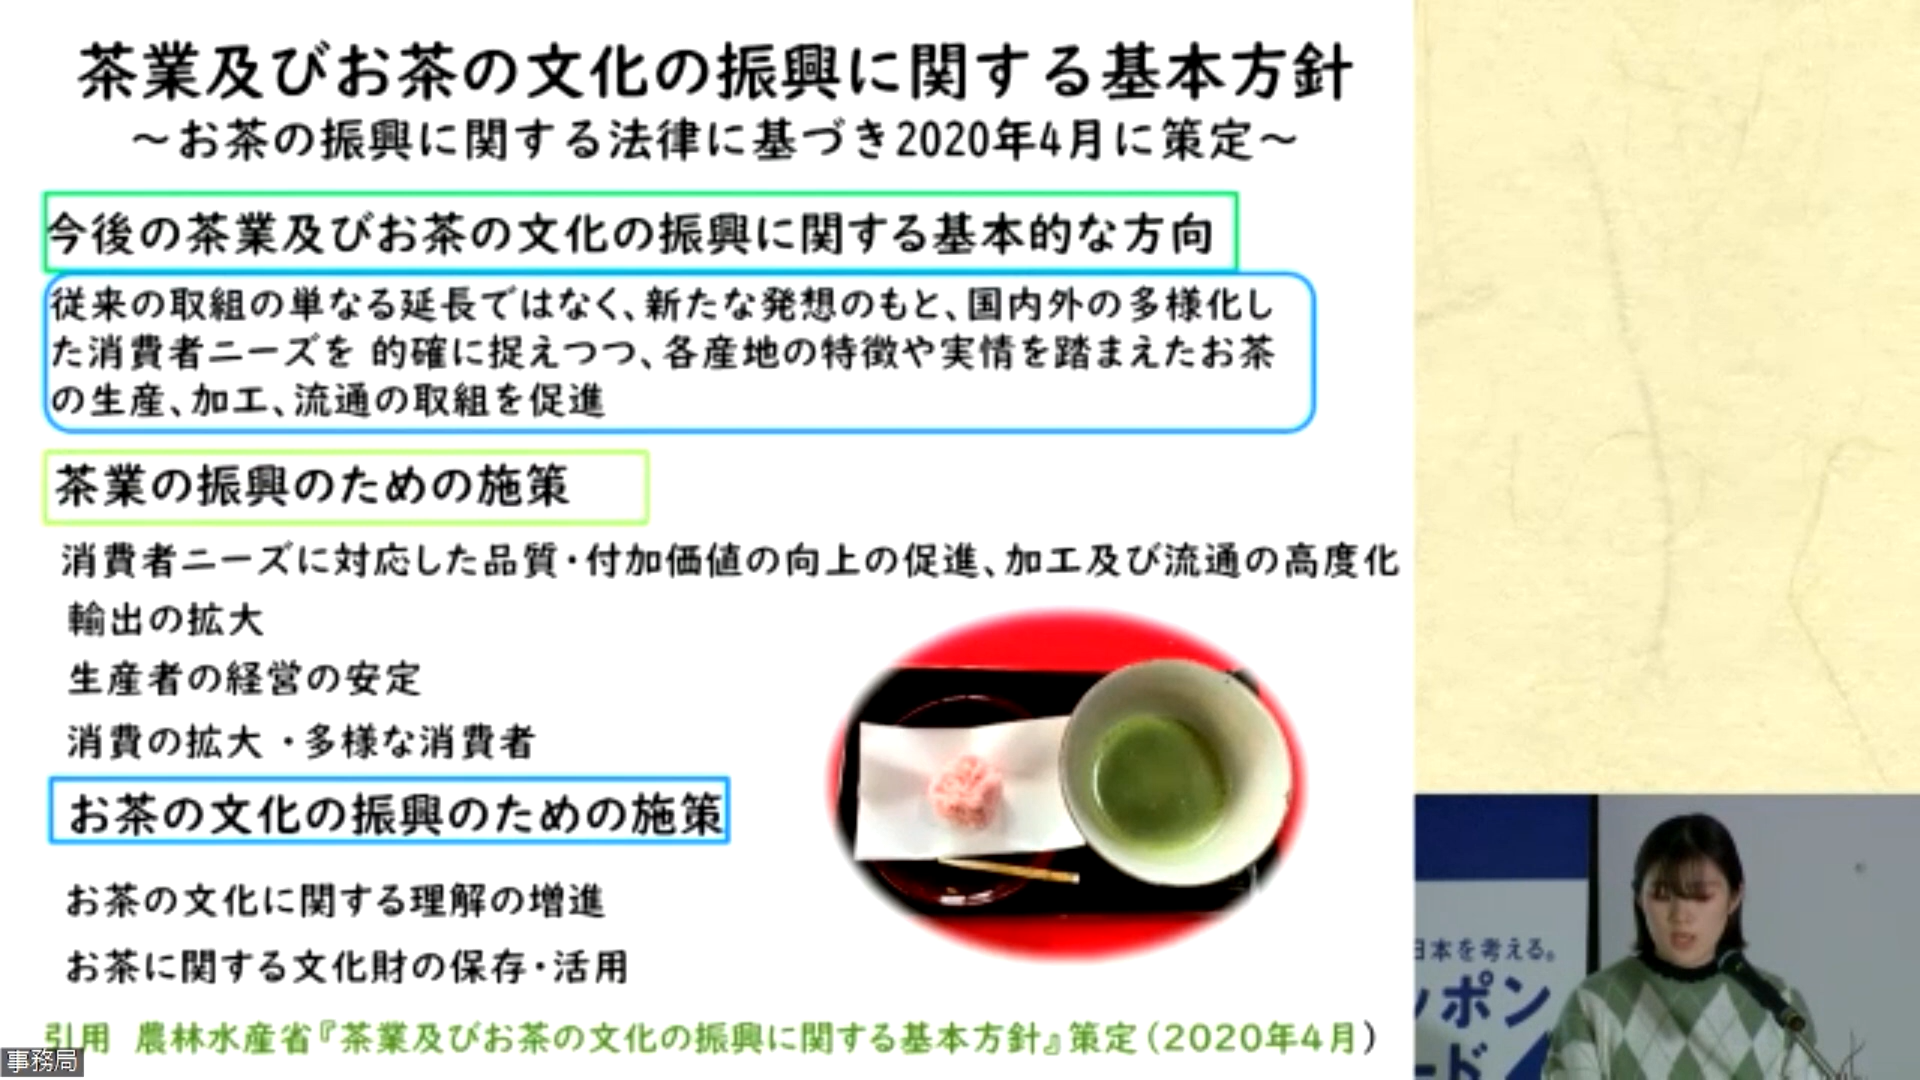 茶業及びお茶の文化の振興に関する基本方針
～お茶の振興に関する法律に基づき2020年4月に策定～
今後の茶業及びお茶の文化の振興に関する基本的な方向
従来の取組の単なる延長ではなく、新たな発想のもと、国内外の多様化し
た消費者ニーズを 的確に捉えつつ、各産地の特徴や実情を踏まえたお茶
の生産、加工、流通の取組を促進
茶業の振興のための施策
消費者ニーズに対応した品質・付加価値の向上の促進、加工及び流通の高度化
輸出の拡大
生産者の経営の安定
消費の拡大 ・多様な消費者
お茶の文化の振興のための施策
お茶の文化に関する理解の増進
お茶に関する文化財の保存・活用
引用 農林水産省『茶業及びお茶の文化の振興に関する基本方針』策定（2020年4月）
事務局
日本を考える。
ッポン
ード